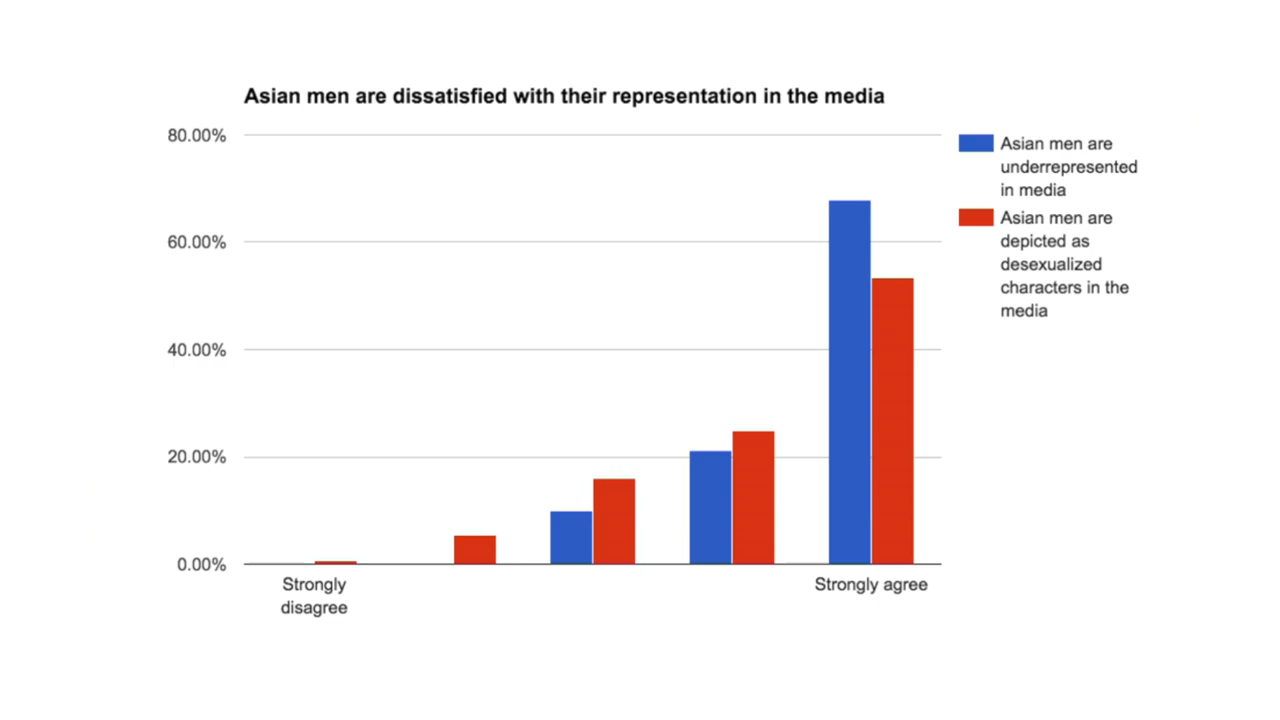 Asian men are dissatisfied with their representation in the media
80.00%
60.00%
40.00%
20.00%
0.00%
Strongly
disagree
Strongly agree
Asian men are
underrepresented
in media
Asian men are
depicted as
desexualized
characters in the
media